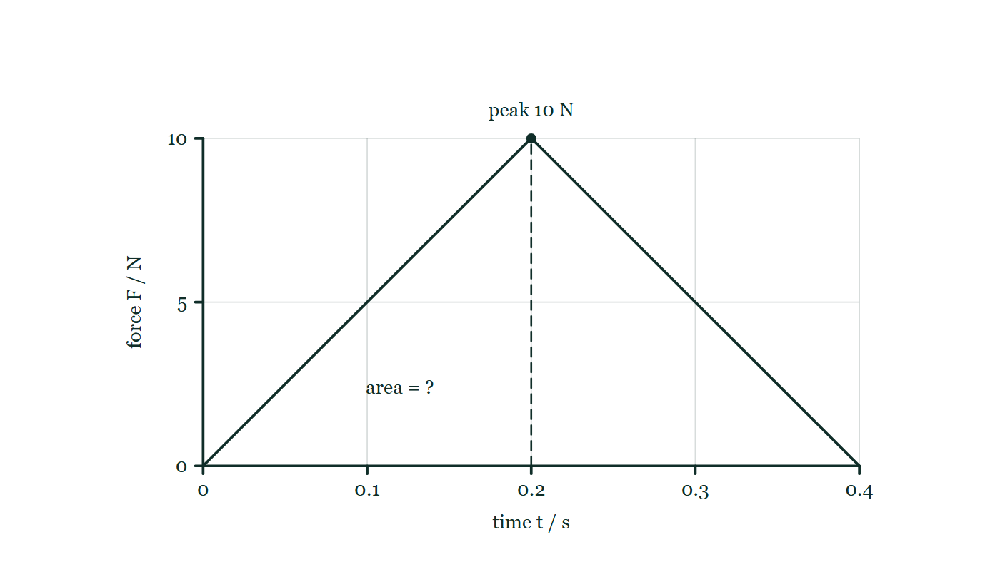 peak 10 N
10
5
0
force F / N
area = ?
0 0.1 0.2 0.3 0.4
time t / s